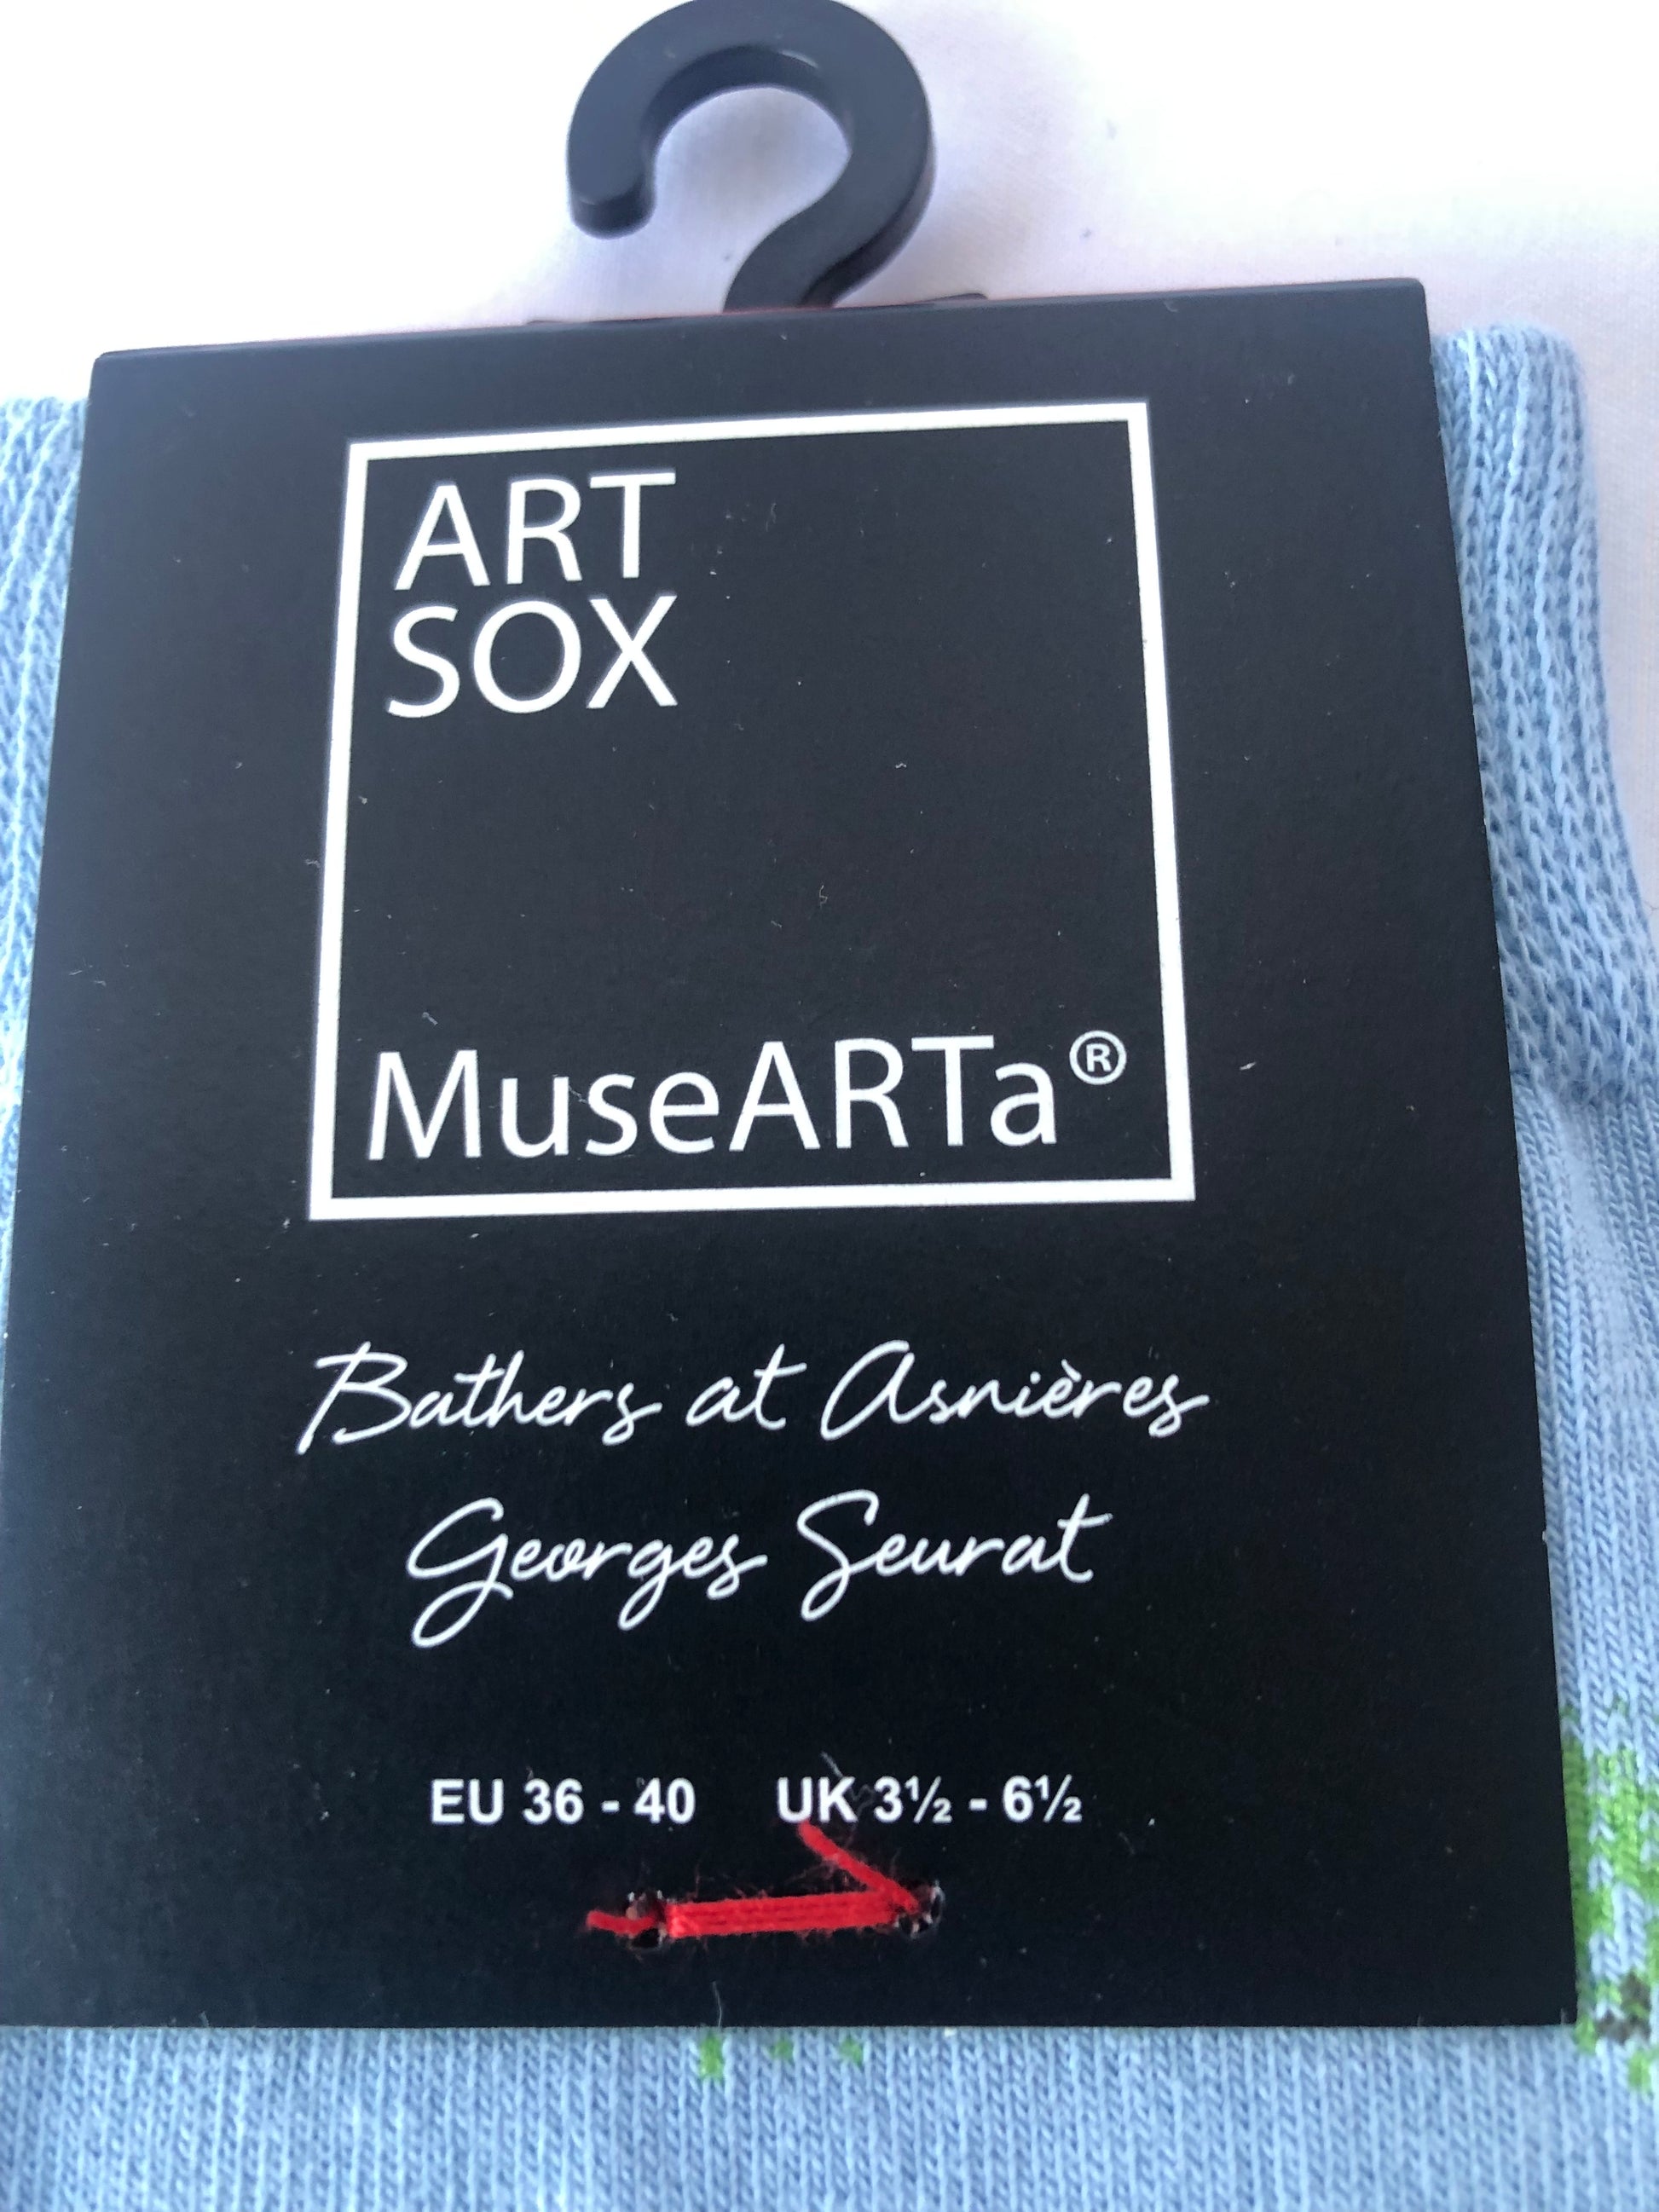 ART
SOX
MuseARTa®
Bathers at Asnières
Georges Seurat
EU 36 - 40 UK 3½ - 6½